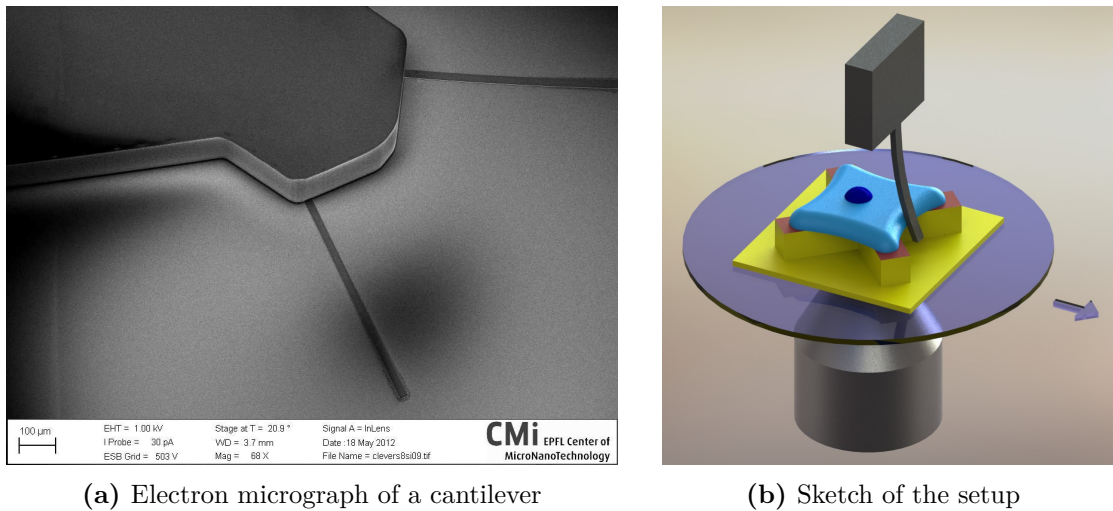 100 µm
EHT = 1.00 kV
I Probe = 30 pA
ESB Grid = 503 V
Stage at T = 20.9 °
WD = 3.7 mm
Mag = 68 X
Signal A = InLens
Date :18 May 2012
File Name = clevers8si09.tif
CMi EPFL Center of
MicroNanoTechnology
(a) Electron micrograph of a cantilever
(b) Sketch of the setup